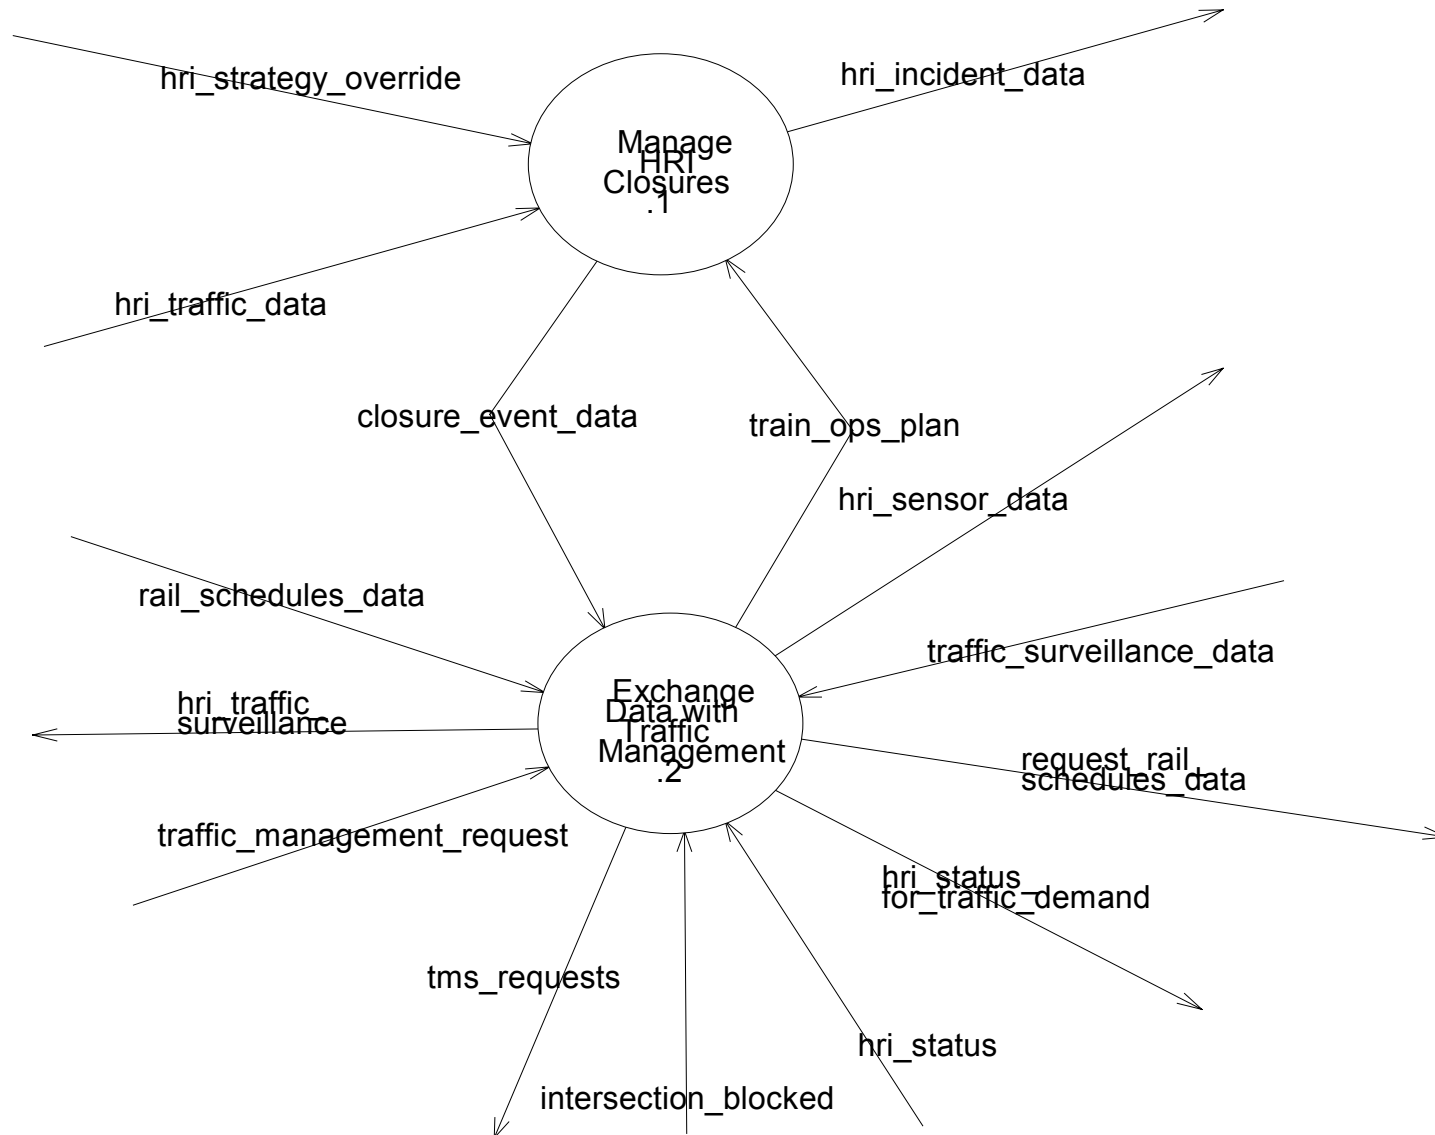 hri_strategy_override
hri_incident_data
Manage
HRI
Closures
.1
hri_traffic_data
closure_event_data
train_ops_plan
hri_sensor_data
rail_schedules_data
traffic_surveillance_data
hri_traffic_
surveillance
Exchange
Data with
Traffic
Management
.2
request_rail_
schedules_data
traffic_management_request
hri_status_
for_traffic_demand
tms_requests
hri_status
intersection_blocked